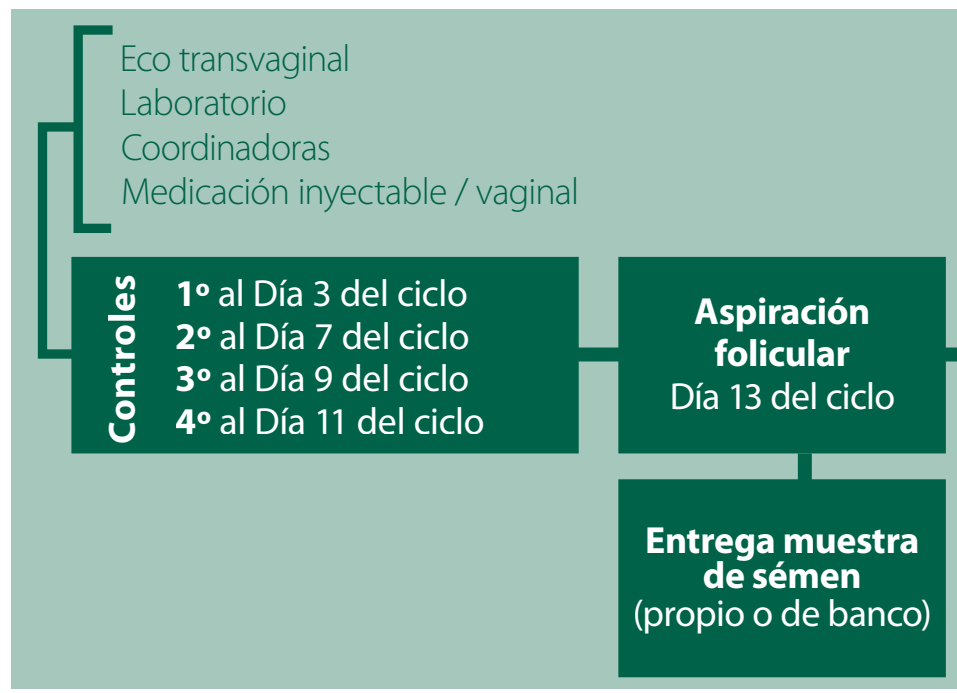 Eco transvaginal
Laboratorio
Coordinadoras
Medicación inyectable / vaginal
Controles
1º al Día 3 del ciclo
2º al Día 7 del ciclo
3º al Día 9 del ciclo
4º al Día 11 del ciclo
Aspiración
folicular
Día 13 del ciclo
Entrega muestra
de sémen
(propio o de banco)